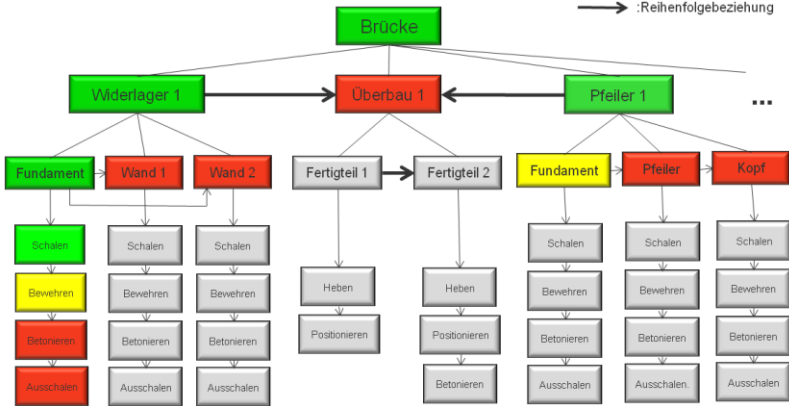 :Reihenfolgebeziehung
Brücke
Widerlager 1
Überbau 1
Pfeiler 1
...
Fundament
Wand 1
Wand 2
Fertigteil 1
Fertigteil 2
Fundament
Pfeiler
Kopf
Schalen
Schalen
Schalen
Schalen
Schalen
Schalen
Bewehren
Bewehren
Bewehren
Heben
Heben
Bewehren
Bewehren
Bewehren
Betonieren
Betonieren
Betonieren
Positionieren
Positionieren
Betonieren
Betonieren
Betonieren
Ausschalen
Ausschalen
Ausschalen
Betonieren
Ausschalen
Ausschalen.
Ausschalen